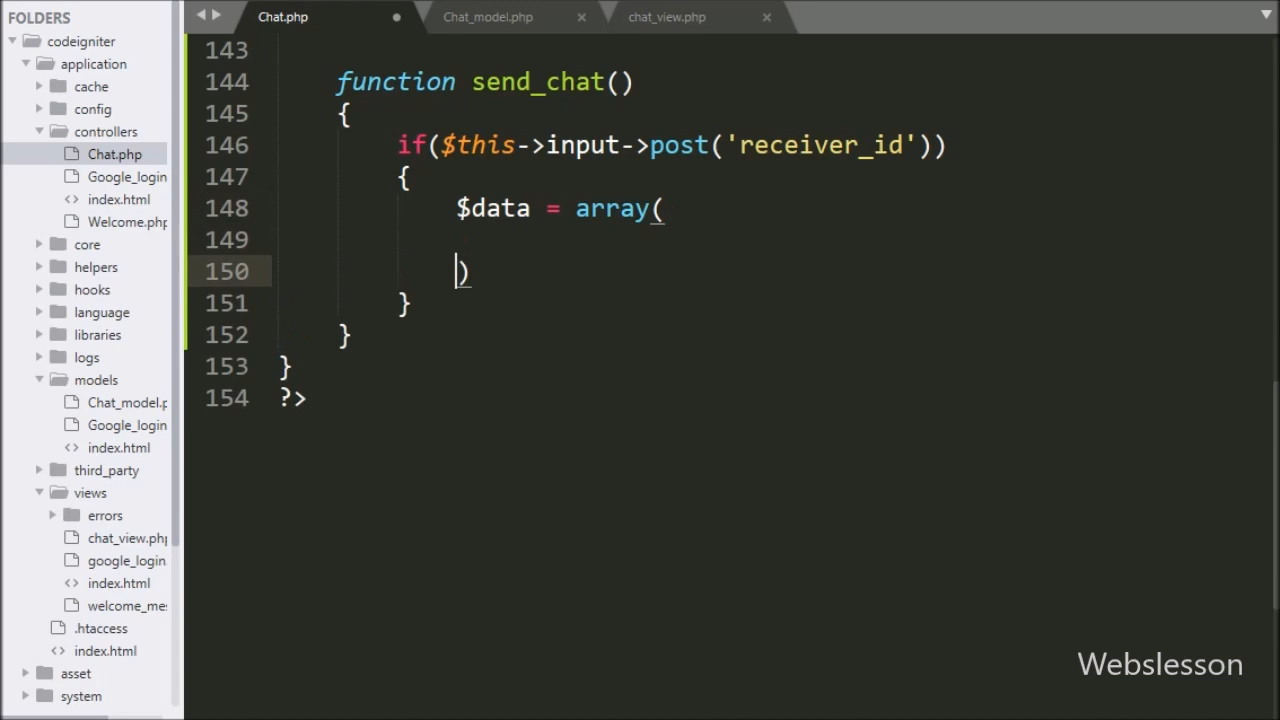 FOLDERS
codeigniter
application
cache
config
controllers
Chat.php
Google_login
index.html
Welcome.php
core
helpers
hooks
language
libraries
logs
models
Chat_model.p
Google_login
index.html
third_party
views
errors
chat_view.php
google_login.
index.html
welcome_mes
.htaccess
index.html
asset
system
Chat.php Chat_model.php chat_view.php
143
144 function send_chat()
145 {
146 if($this->input->post('receiver_id'))
147 {
148 $data = array(
149
150 )
151 }
152 }
153 }
154 ?>
Webslesson